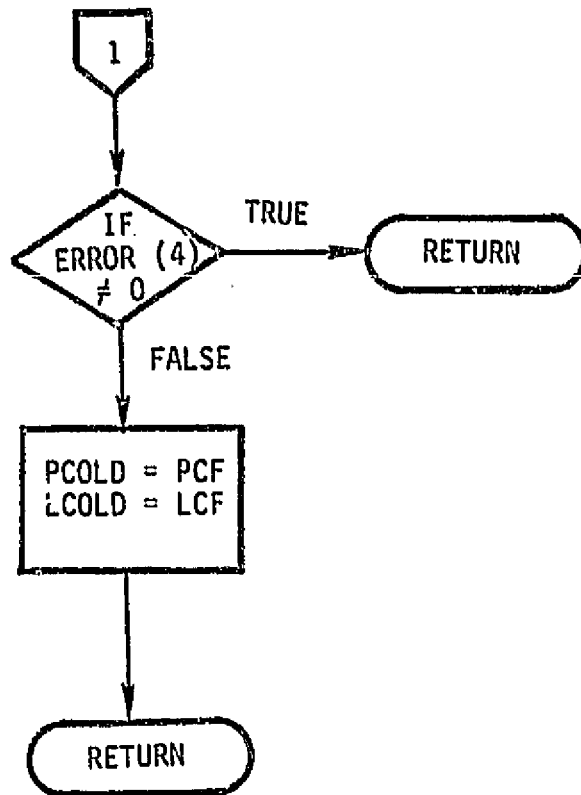 1
IF
ERROR (4)
≠ 0
TRUE
RETURN
FALSE
PCOLD = PCF
LCOLD = LCF
RETURN